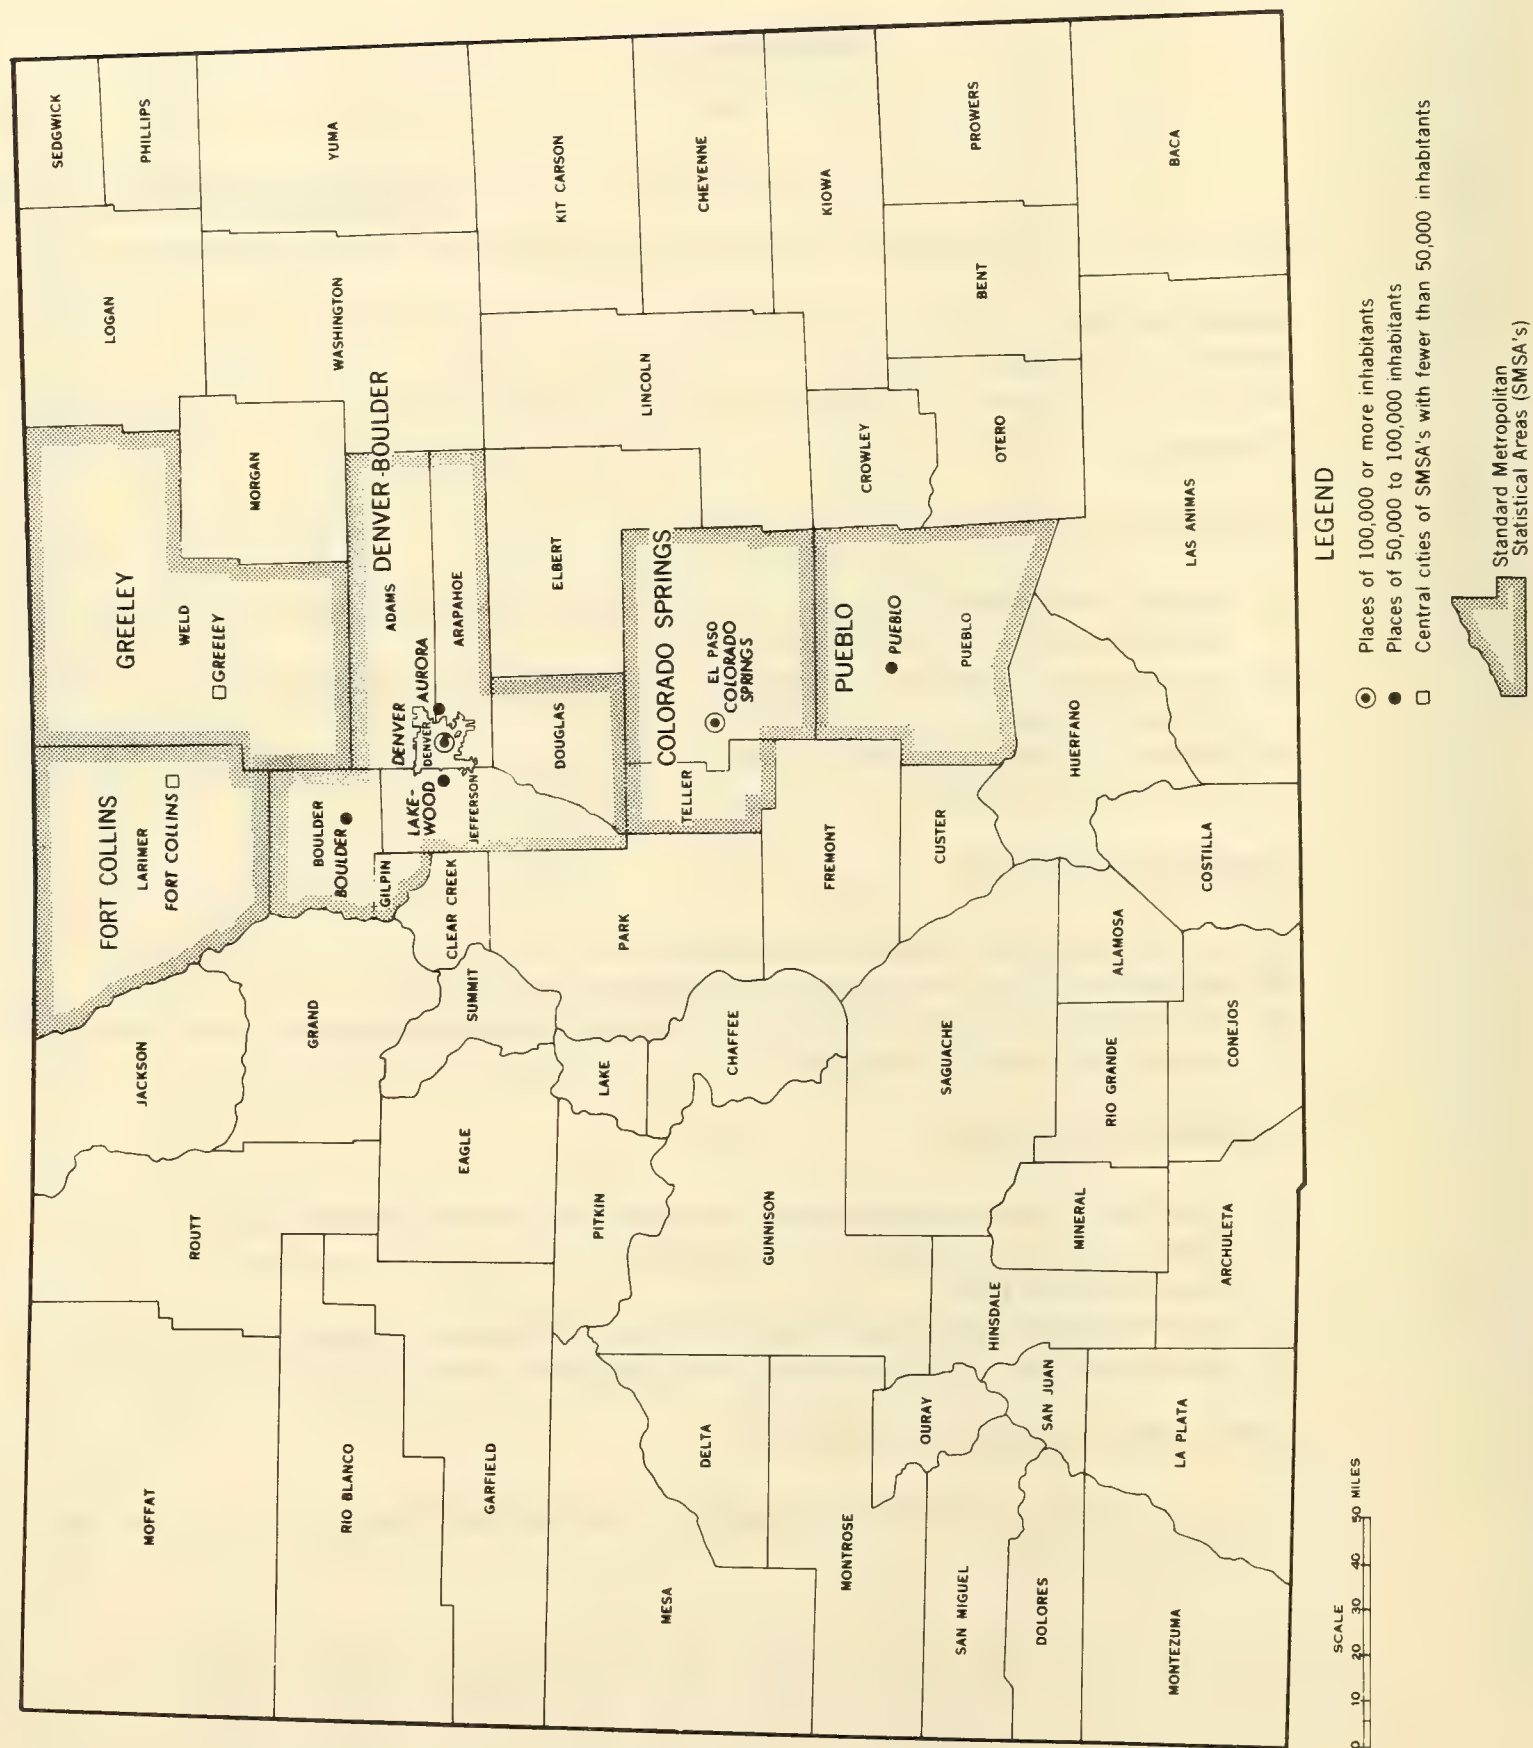 MOFFAT
ROUTT
JACKSON
FORT COLLINS
LARIMER
FORT COLLINS
GREELEY
WELD
GREELEY
LOGAN
SEDGWICK
PHILLIPS
MORGAN
WASHINGTON
YUMA
RIO BLANCO
GRAND
BOULDER
BOULDER
GILPIN
DENVER-BOULDER
ADAMS
DENVER
DENVER
AURORA
ARAPAHOE
LAKE-
WOOD
JEFFERSON
CLEAR CREEK
SUMMIT
EAGLE
GARFIELD
DOUGLAS
ELBERT
LINCOLN
KIT CARSON
MESA
DELTA
PITKIN
LAKE
PARK
CHAFFEE
GUNNISON
COLORADO SPRINGS
TELLER
EL PASO
COLORADO
SPRINGS
CHEYENNE
KIOWA
MONTROSE
OURAY
FREMONT
CUSTER
PUEBLO
PUEBLO
PUEBLO
CROWLEY
OTERO
BENT
PROWERS
SAN MIGUEL
DOLORES
SAN JUAN
HINSDALE
SAGUACHE
MINERAL
RIO GRANDE
ALAMOSA
HUERFANO
COSTILLA
LAS ANIMAS
BACA
MONTEZUMA
LA PLATA
ARCHULETA
CONEJOS
SCALE
0 10 20 30 40 50 MILES
LEGEND
Places of 100,000 or more inhabitants
Places of 50,000 to 100,000 inhabitants
Central cities of SMSA's with fewer than 50,000 inhabitants
Standard Metropolitan
Statistical Areas (SMSA's)